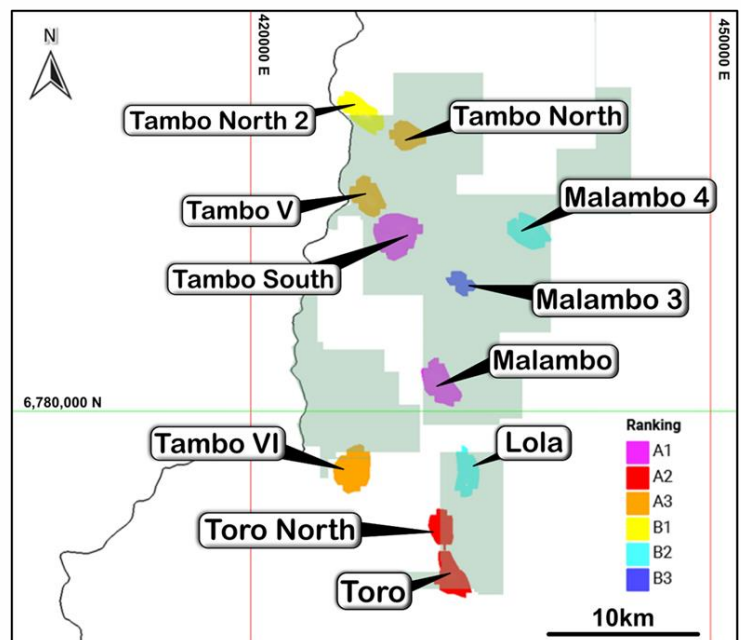 N
420000 E
450000 E
Tambo North 2
Tambo North
Tambo V
Malambo 4
Tambo South
Malambo 3
Malambo
6,780,000 N
Tambo VI
Lola
Toro North
Toro
Ranking
A1
A2
A3
B1
B2
B3
10km